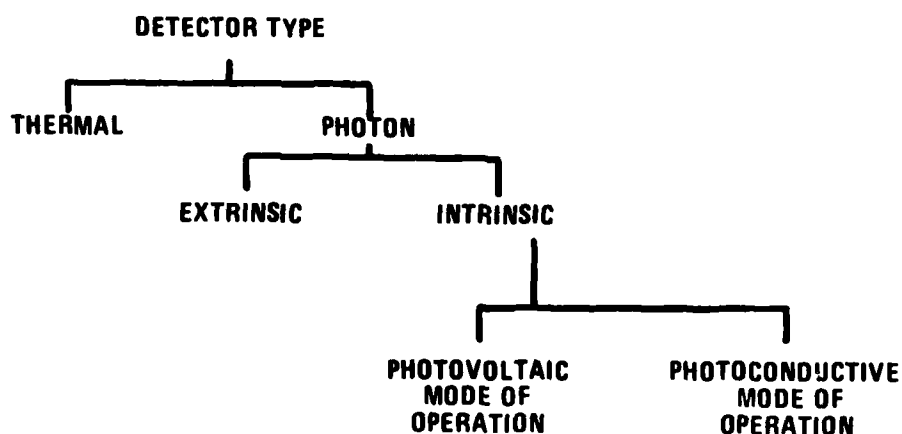 DETECTOR TYPE
THERMAL
PHOTON
EXTRINSIC
INTRINSIC
PHOTOVOLTAIC
MODE OF
OPERATION
PHOTOCONDUCTIVE
MODE OF
OPERATION